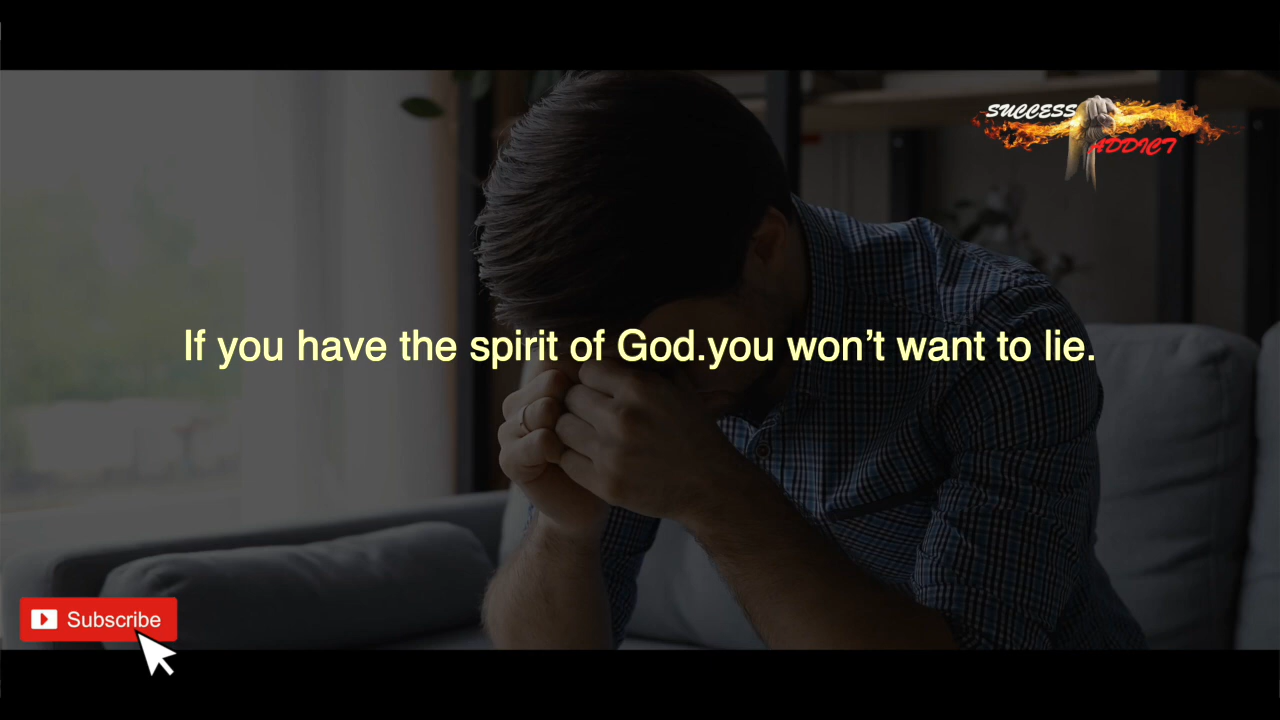 SUCCESS
ADDICT
If you have the spirit of God.you won’t want to lie.
Subscribe